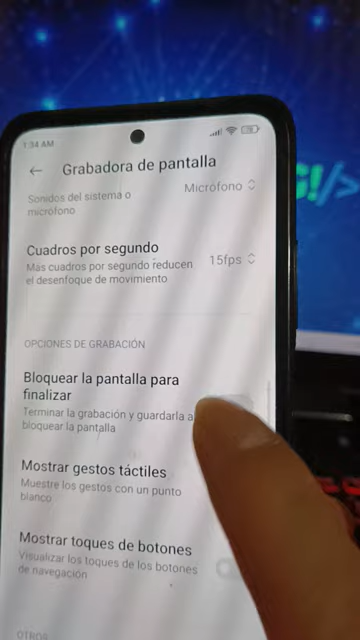 1:34 AM
Grabadora de pantalla
Sonidos del sistema o
micrófono
Micrófono
Cuadros por segundo
Más cuadros por segundo reducen
el desenfoque de movimiento
15fps
OPCIONES DE GRABACIÓN
Bloquear la pantalla para
finalizar
Terminar la grabación y guardarla a
bloquear la pantalla
Mostrar gestos táctiles
Muestre los gestos con un punto
blanco
Mostrar toques de botones
Visualizar los toques de los botones
de navegación
OTROS
!/>